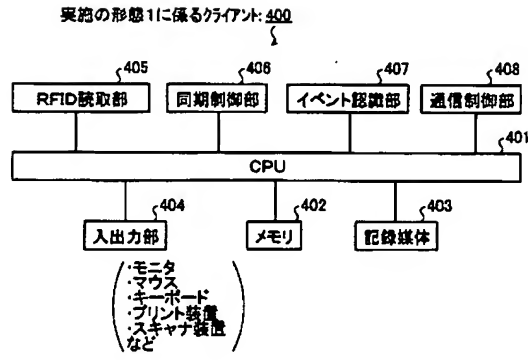 実施の形態1に係るクライアント: 400
405 406 407 408
RFID読取部 同期制御部 イベント認識部 通信制御部
401
CPU
404 402 403
入出力部 メモリ 記録媒体
・モニタ
・マウス
・キーボード
・プリント装置
・スキャナ装置
など